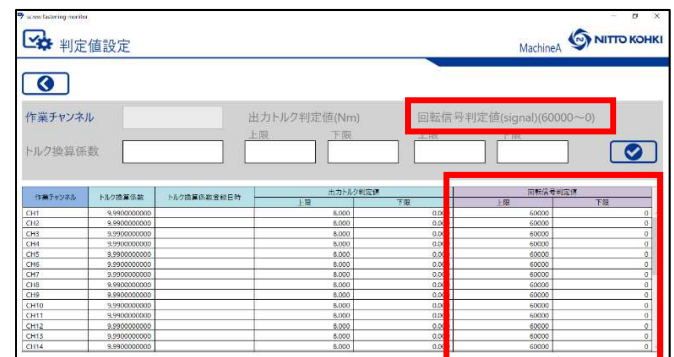 screw fastening monitor
判定値設定
MachineA
NITTO KOHKI
作業チャンネル 出力トルク判定値(Nm) 回転信号判定値(signal)(60000～0)
上限 下限 上限 下限
トルク換算係数
作業チャンネル トルク換算係数 トルク換算係数登録日時 出力トルク判定値 回転信号判定値
上限 下限 上限 下限
CH1 9.9900000000 8.000 0.00 60000 0
CH2 9.9900000000 8.000 0.00 60000 0
CH3 9.9900000000 8.000 0.00 60000 0
CH4 9.9900000000 8.000 0.00 60000 0
CH5 9.9900000000 8.000 0.00 60000 0
CH6 9.9900000000 8.000 0.00 60000 0
CH7 9.9900000000 8.000 0.00 60000 0
CH8 9.9900000000 8.000 0.00 60000 0
CH9 9.9900000000 8.000 0.00 60000 0
CH10 9.9900000000 8.000 0.00 60000 0
CH11 9.9900000000 8.000 0.00 60000 0
CH12 9.9900000000 8.000 0.00 60000 0
CH13 9.9900000000 8.000 0.00 60000 0
CH14 9.9900000000 8.000 0.00 60000 0